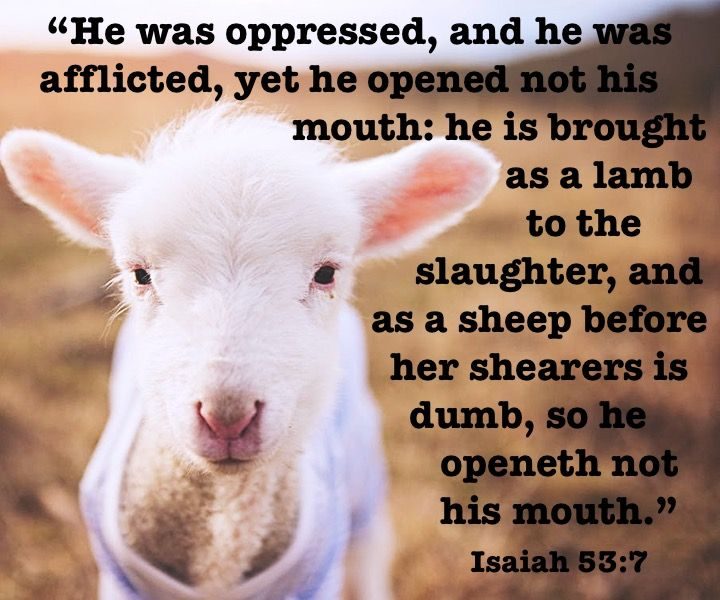 “He was oppressed, and he was
afflicted, yet he opened not his
mouth: he is brought
as a lamb
to the
slaughter, and
as a sheep before
her shearers is
dumb, so he
openeth not
his mouth.”
Isaiah 53:7